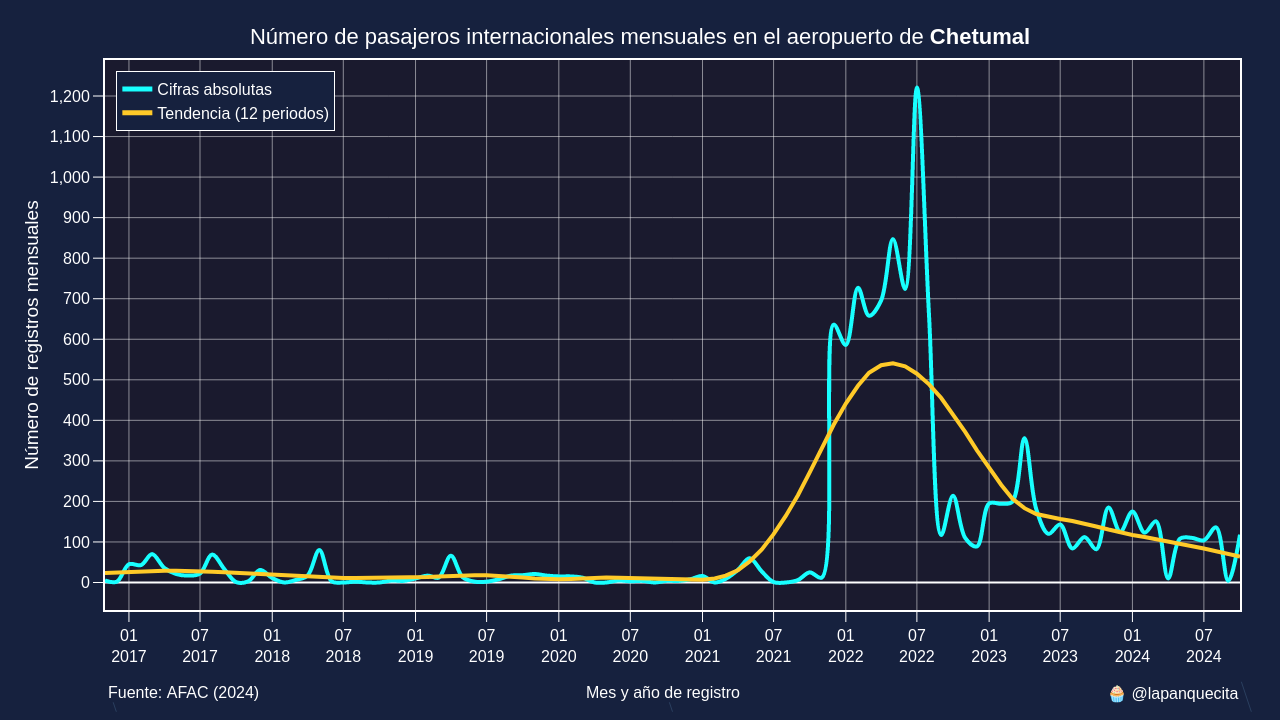 Número de pasajeros internacionales mensuales en el aeropuerto de Chetumal
Cifras absolutas
Tendencia (12 periodos)
Número de registros mensuales
1,200
1,100
1,000
900
800
700
600
500
400
300
200
100
0
01 07 01 07 01 07 01 07 01 07 01 07 01 07 01 07
2017 2017 2018 2018 2019 2019 2020 2020 2021 2021 2022 2022 2023 2023 2024 2024
Fuente: AFAC (2024) Mes y año de registro 🧁 @lapanquecita